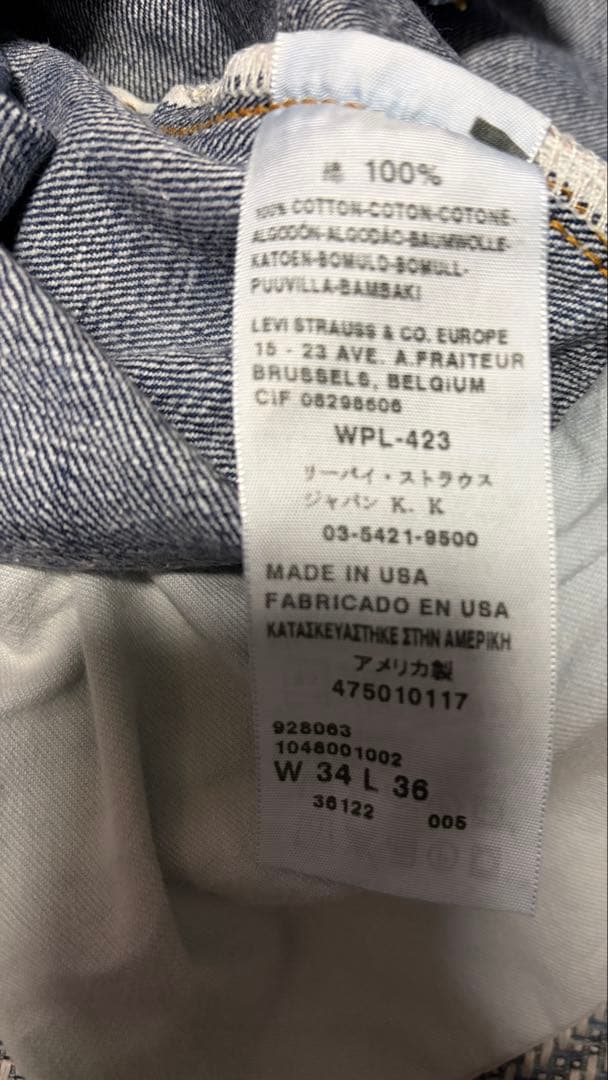 綿 100%
100% COTTON-COTON-COTONE-
ALGODÓN-ALGODÃO-BAUMWOLLE-
KATOEN-BOMULD-BOMULL-
PUUVILLA-BAMBAKI
LEVI STRAUSS & CO. EUROPE
15 - 23 AVE. A.FRAITEUR
BRUSSELS, BELGIUM
CIF 08298606
WPL-423
リーバイ・ストラウス
ジャパン K. K
03-5421-9500
MADE IN USA
FABRICADO EN USA
ΚΑΤΑΣΚΕΥΑΣΤΗΚΕ ΣΤΗΝ ΑΜΕΡΙΚΗ
アメリカ製
475010117
928063
1048001002
W 34 L 36
36122 005